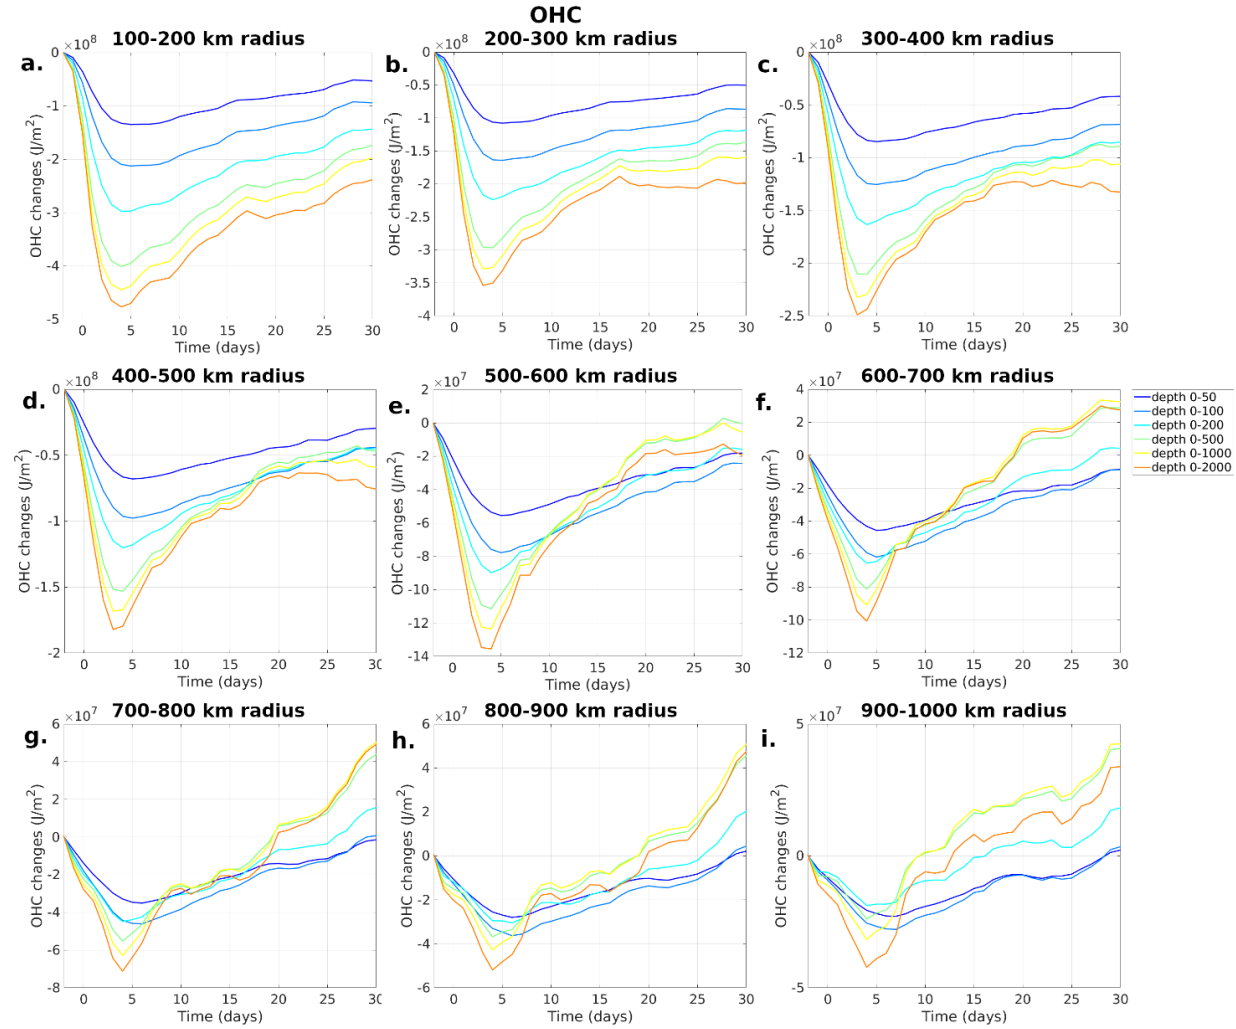 OHC
100-200 km radius
200-300 km radius
300-400 km radius
a.
b.
c.
×10⁸
×10⁸
×10⁸
0
-1
-2
-3
-4
-5
0
-0.5
-1
-1.5
-2
-2.5
-3
-3.5
-4
0
-0.5
-1
-1.5
-2
-2.5
OHC changes (J/m²)
OHC changes (J/m²)
OHC changes (J/m²)
0 5 10 15 20 25 30
0 5 10 15 20 25 30
0 5 10 15 20 25 30
Time (days)
Time (days)
Time (days)
400-500 km radius
500-600 km radius
600-700 km radius
d.
e.
f.
×10⁸
×10⁷
×10⁷
0
-0.5
-1
-1.5
-2
2
0
-2
-4
-6
-8
-10
-12
-14
4
2
0
-2
-4
-6
-8
-10
-12
OHC changes (J/m²)
OHC changes (J/m²)
OHC changes (J/m²)
0 5 10 15 20 25 30
0 5 10 15 20 25 30
0 5 10 15 20 25 30
Time (days)
Time (days)
Time (days)
depth 0-50
depth 0-100
depth 0-200
depth 0-500
depth 0-1000
depth 0-2000
700-800 km radius
800-900 km radius
900-1000 km radius
g.
h.
i.
×10⁷
×10⁷
×10⁷
6
4
2
0
-2
-4
-6
-8
6
4
2
0
-2
-4
-6
5
0
-5
OHC changes (J/m²)
OHC changes (J/m²)
OHC changes (J/m²)
0 5 10 15 20 25 30
0 5 10 15 20 25 30
0 5 10 15 20 25 30
Time (days)
Time (days)
Time (days)